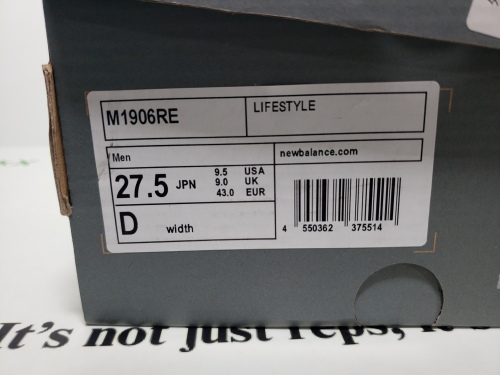 M1906RE
LIFESTYLE
Men
newbalance.com
27.5 JPN
9.5 USA
9.0 UK
43.0 EUR
D width
4 550362 375514
It's not just reps, it